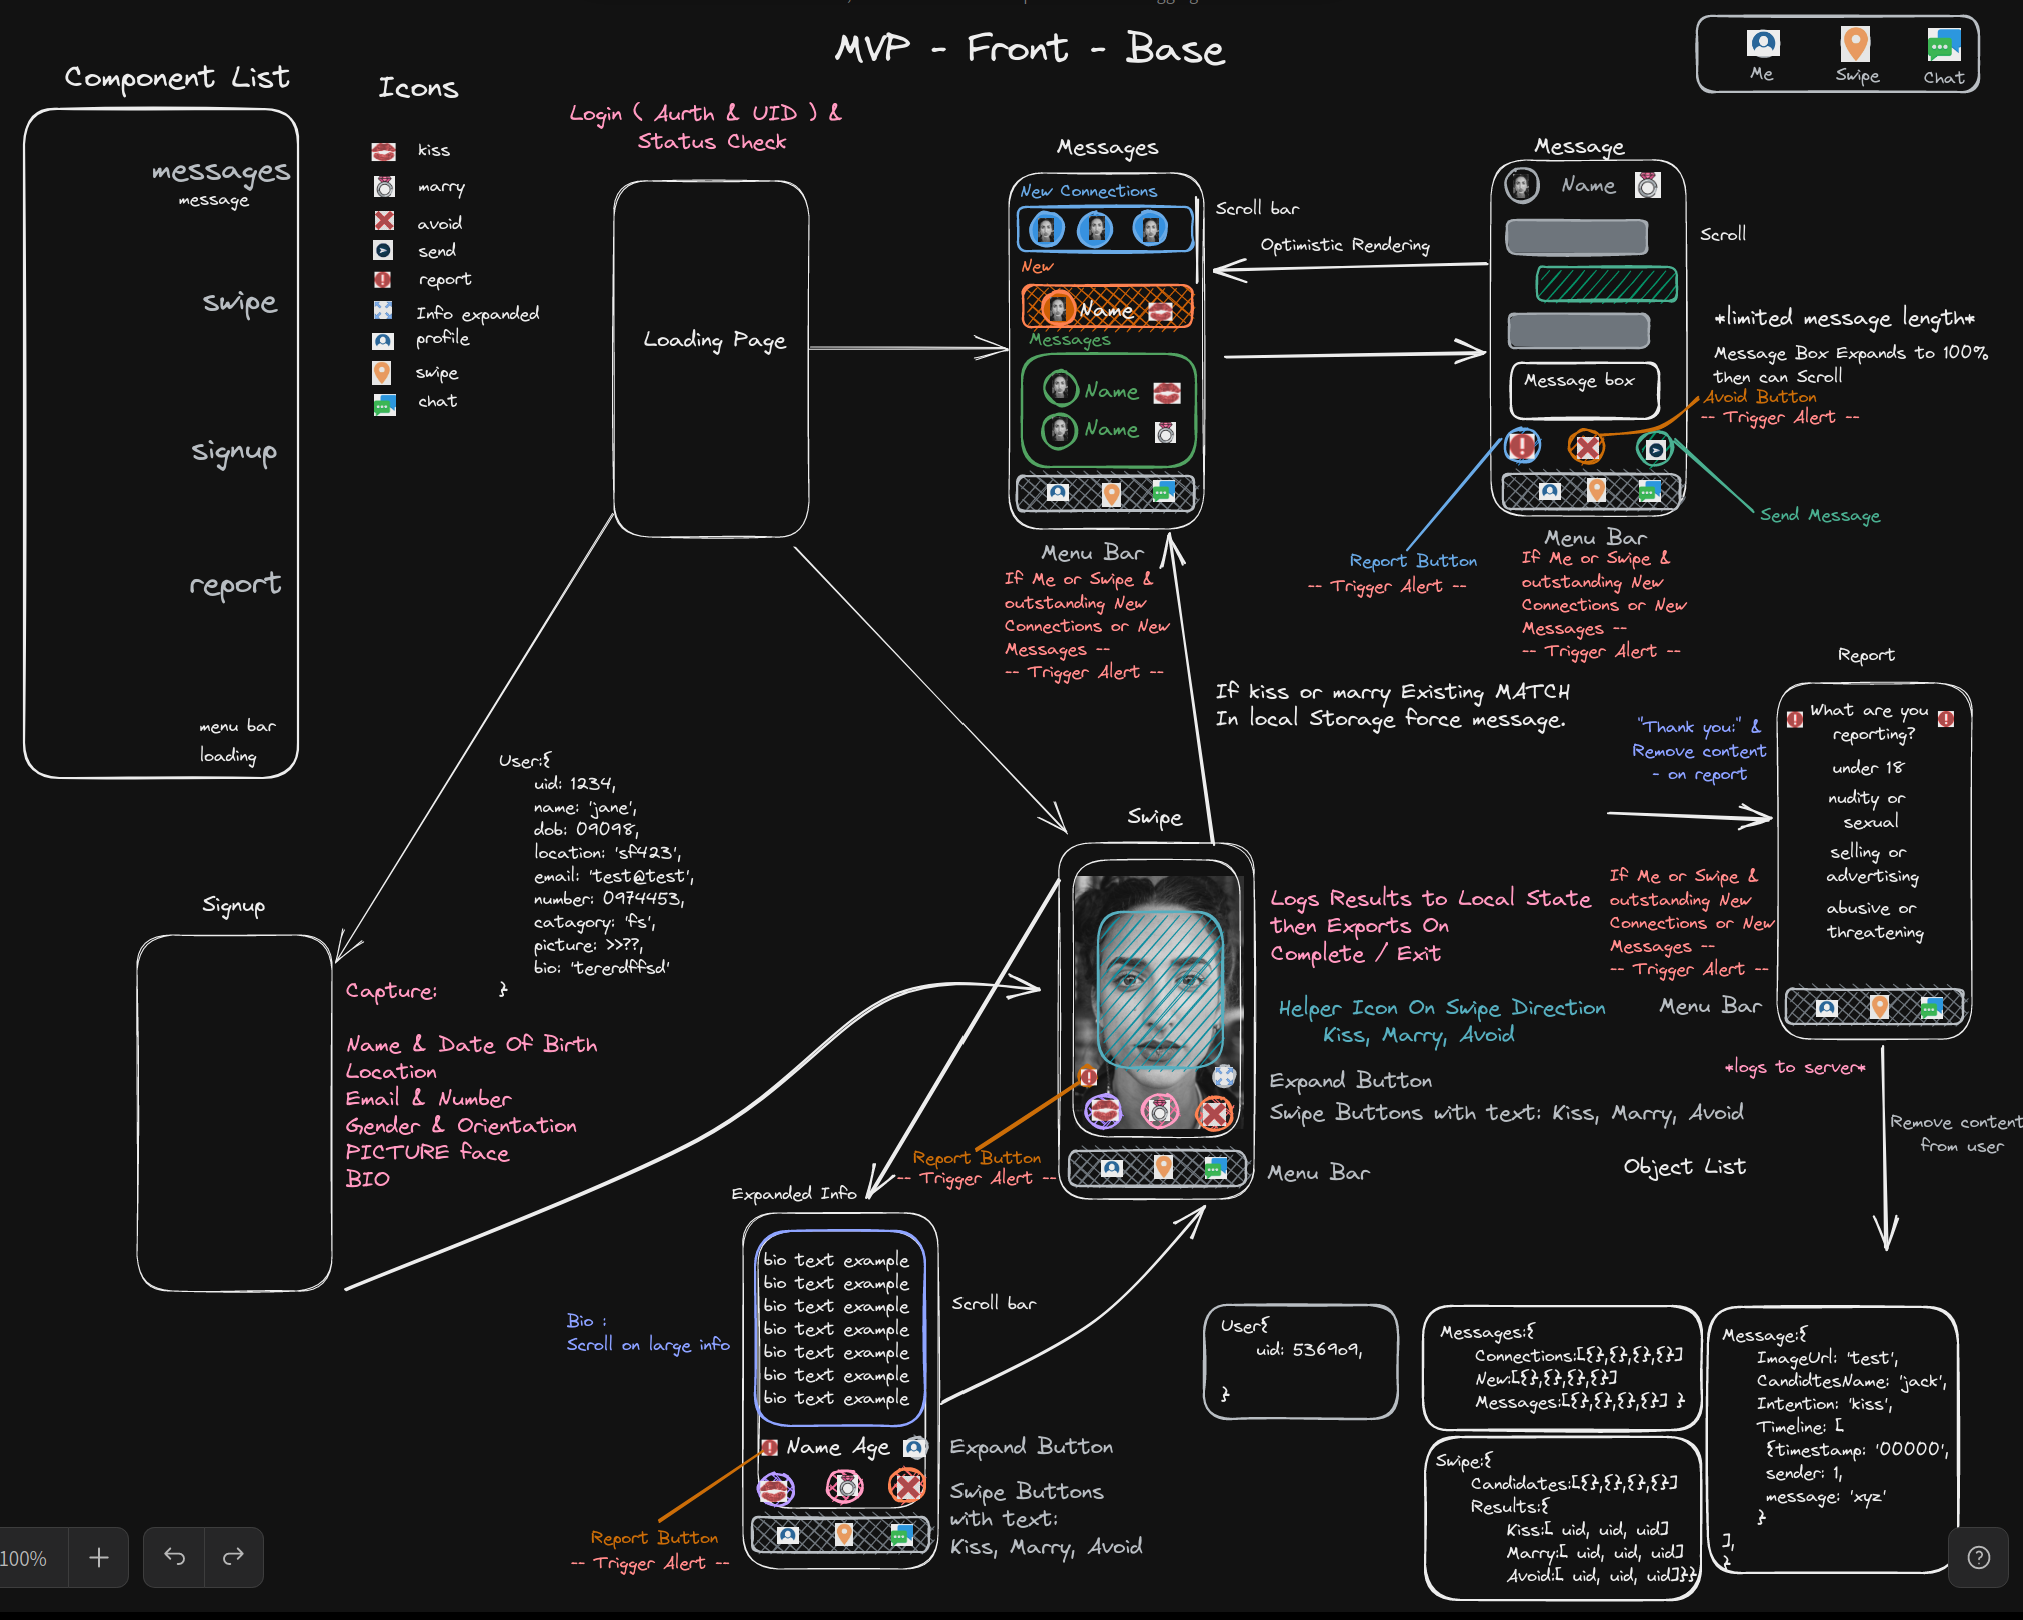 MVP - Front - Base
Me
Swipe
Chat
Component List
messages
message
swipe
signup
report
menu bar
loading
Icons
kiss
marry
avoid
send
report
Info expanded
profile
swipe
chat
Login ( Aurth & UID ) &
Status Check
Loading Page
Messages
New Connections
New
Name
Messages
Name
Name
Menu Bar
If Me or Swipe &
outstanding New
Connections or New
Messages --
-- Trigger Alert --
Scroll bar
Optimistic Rendering
Message
Name
Message box
Scroll
*limited message length*
Message Box Expands to 100%
then can Scroll
Avoid Button
-- Trigger Alert --
Send Message
Report Button
-- Trigger Alert --
Menu Bar
If Me or Swipe &
outstanding New
Connections or New
Messages --
-- Trigger Alert --
If kiss or marry Existing MATCH
In local Storage force message.
Report
What are you
reporting?
under 18
nudity or
sexual
selling or
advertising
abusive or
threatening
"Thank you:" &
Remove content
- on report
If Me or Swipe &
outstanding New
Connections or New
Messages --
-- Trigger Alert --
Menu Bar
*logs to server*
Remove content
from user
User:{
uid: 1234,
name: 'jane',
dob: 09098,
location: 'sf423',
email: 'test@test',
number: 0974453,
catagory: 'fs',
picture: >>??,
bio: 'tererdffsd'
}
Signup
Capture:
Name & Date Of Birth
Location
Email & Number
Gender & Orientation
PICTURE face
BIO
Swipe
Logs Results to Local State
then Exports On
Complete / Exit
Helper Icon On Swipe Direction
Kiss, Marry, Avoid
Expand Button
Swipe Buttons with text: Kiss, Marry, Avoid
Menu Bar
Report Button
-- Trigger Alert --
Expanded Info
bio text example
bio text example
bio text example
bio text example
bio text example
bio text example
bio text example
Name Age
Bio :
Scroll on large info
Scroll bar
Expand Button
Swipe Buttons
with text:
Kiss, Marry, Avoid
Report Button
-- Trigger Alert --
Object List
User{
uid: 536909,
}
Messages:{
Connections:[{},{},{},{}]
New:[{},{},{},{}]
Messages:[{},{},{},{}] }
Swipe:{
Candidates:[{},{},{},{}]
Results:{
Kiss:[ uid, uid, uid]
Marry:[ uid, uid, uid]
Avoid:[ uid, uid, uid]}}
Message:{
ImageUrl: 'test',
CandidtesName: 'jack',
Intention: 'kiss',
Timeline: [
{timestamp: '00000',
sender: 1,
message: 'xyz'
}
],
}
100%